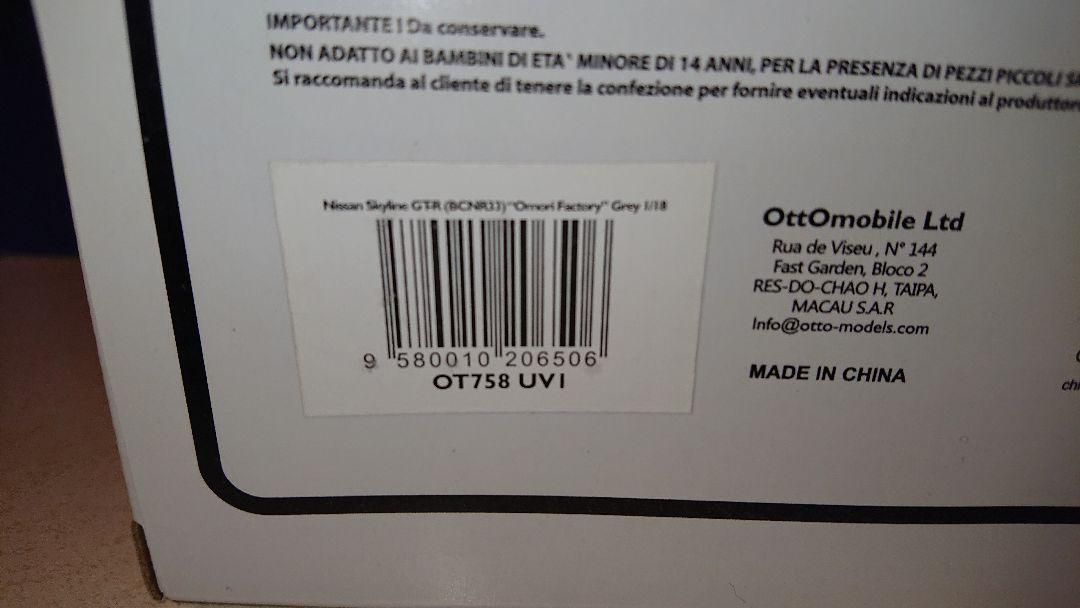 IMPORTANTE ! Da conservare.
NON ADATTO AI BAMBINI DI ETA' MINORE DI 14 ANNI, PER LA PRESENZA DI PEZZI PICCOLI
Si raccomanda al cliente di tenere la confezione per fornire eventuali indicazioni al produttore
Nissan Skyline GT-R (BCNR33) "Omori Factory" Grey 1/18
9 580010 206506
OT758 UV1
OttOmobile Ltd
Rua de Viseu , N° 144
Fast Garden, Bloco 2
RES-DO-CHAO H, TAIPA,
MACAU S.A.R
Info@otto-models.com
MADE IN CHINA